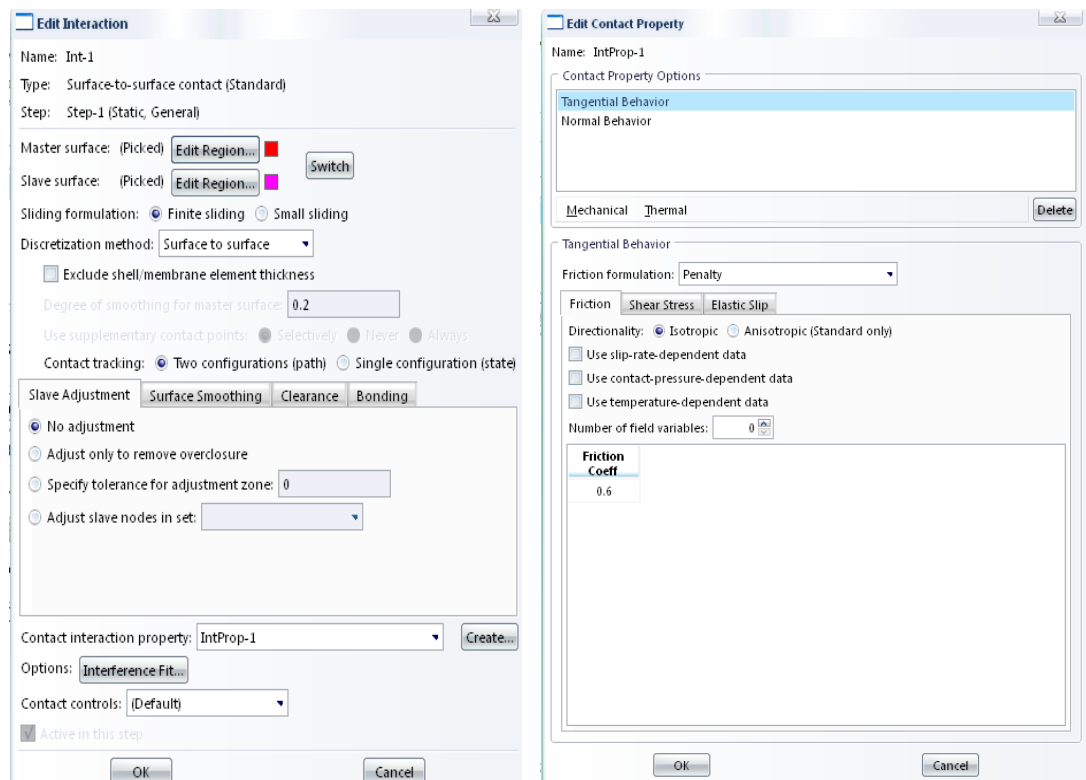 Edit Interaction
Name: Int-1
Type: Surface-to-surface contact (Standard)
Step: Step-1 (Static, General)
Master surface: (Picked) Edit Region...
Switch
Slave surface: (Picked) Edit Region...
Sliding formulation: Finite sliding Small sliding
Discretization method: Surface to surface
Exclude shell/membrane element thickness
Degree of smoothing for master surface: 0.2
Use supplementary contact points: Selectively Never Always
Contact tracking: Two configurations (path) Single configuration (state)
Slave Adjustment Surface Smoothing Clearance Bonding
No adjustment
Adjust only to remove overclosure
Specify tolerance for adjustment zone: 0
Adjust slave nodes in set:
Contact interaction property: IntProp-1 Create...
Options: Interference Fit...
Contact controls: (Default)
Active in this step
OK Cancel
Edit Contact Property
Name: IntProp-1
Contact Property Options
Tangential Behavior
Normal Behavior
Mechanical Thermal Delete
Tangential Behavior
Friction formulation: Penalty
Friction Shear Stress Elastic Slip
Directionality: Isotropic Anisotropic (Standard only)
Use slip-rate-dependent data
Use contact-pressure-dependent data
Use temperature-dependent data
Number of field variables: 0
Friction
Coeff
0.6
OK Cancel